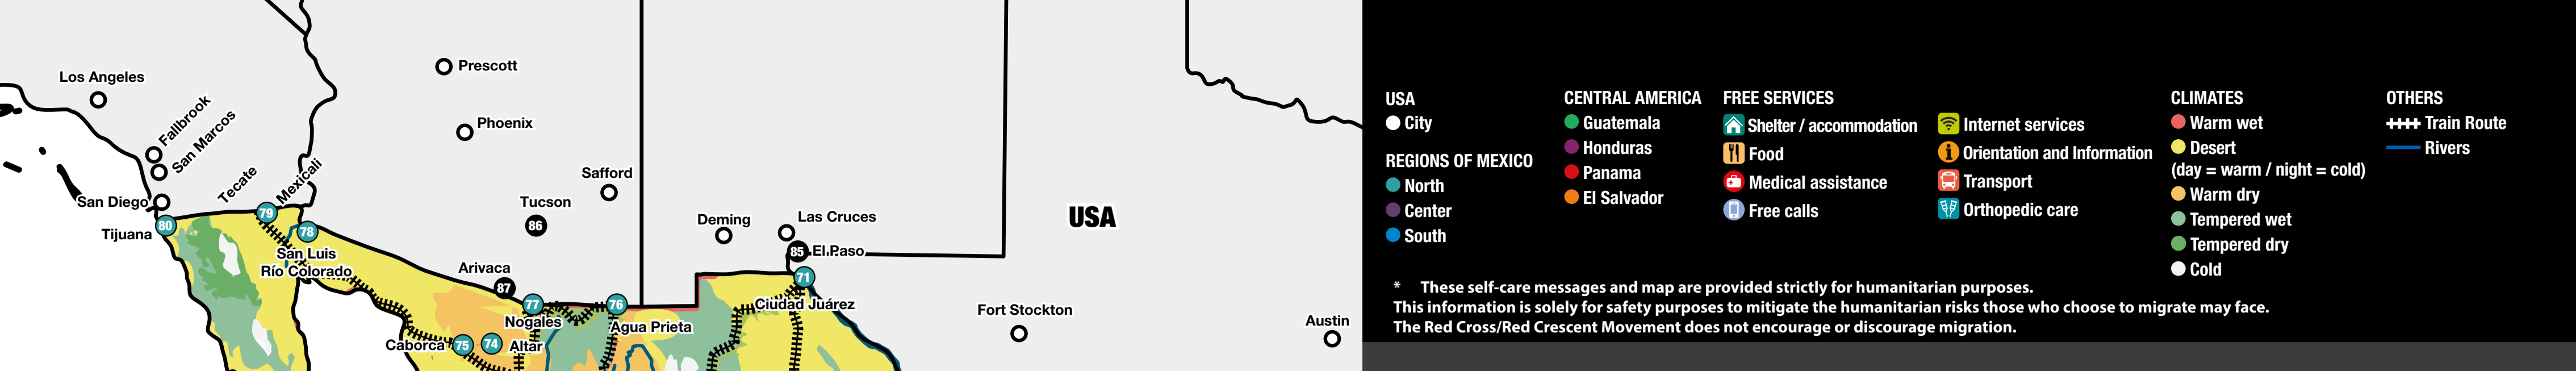 Los Angeles
Prescott
Fallbrook
Phoenix
San Marcos
Safford
Tecate
Mexicali
San Diego
Tucson
86
Deming
Las Cruces
USA
79
80
Tijuana
78
San Luis
Río Colorado
85
El Paso
Arivaca
87
71
Ciudad Juárez
77
Nogales
76
Agua Prieta
Fort Stockton
Austin
Caborca
75
74
Altar
USA
City
REGIONS OF MEXICO
North
Center
South
CENTRAL AMERICA
Guatemala
Honduras
Panama
El Salvador
FREE SERVICES
Shelter / accommodation
Food
Medical assistance
Free calls
Internet services
Orientation and Information
Transport
Orthopedic care
CLIMATES
Warm wet
Desert
(day = warm / night = cold)
Warm dry
Tempered wet
Tempered dry
Cold
OTHERS
Train Route
Rivers
* These self-care messages and map are provided strictly for humanitarian purposes.
This information is solely for safety purposes to mitigate the humanitarian risks those who choose to migrate may face.
The Red Cross/Red Crescent Movement does not encourage or discourage migration.